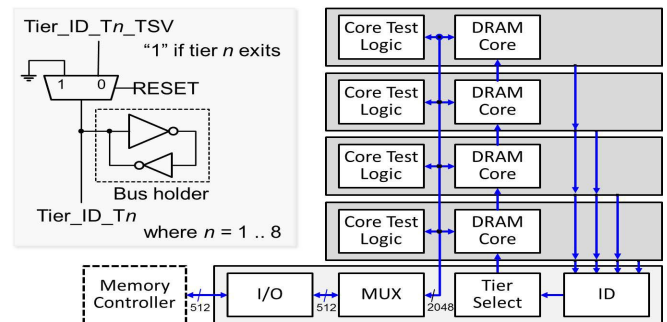 Tier_ID_Tn_TSV
"1" if tier n exits
1 0
RESET
Bus holder
Tier_ID_Tn
where n = 1 .. 8
Core Test
Logic
DRAM
Core
Core Test
Logic
DRAM
Core
Core Test
Logic
DRAM
Core
Core Test
Logic
DRAM
Core
Memory
Controller
512
I/O
512
MUX
2048
Tier
Select
ID